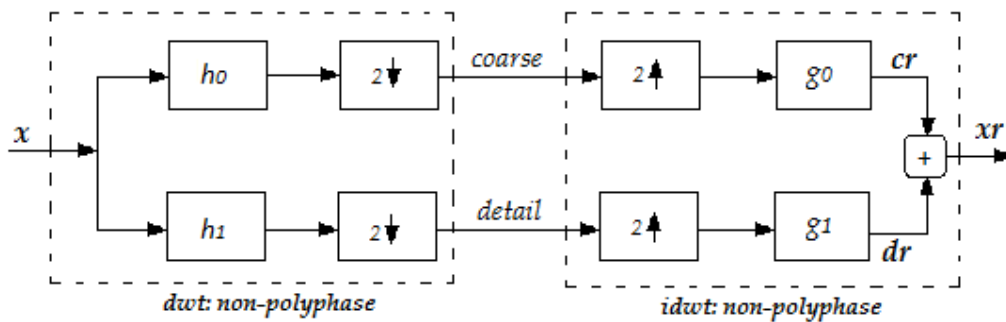 h0
2
coarse
2
g0
cr
x
+
xr
h1
2
detail
2
g1
dr
dwt: non-polyphase
idwt: non-polyphase